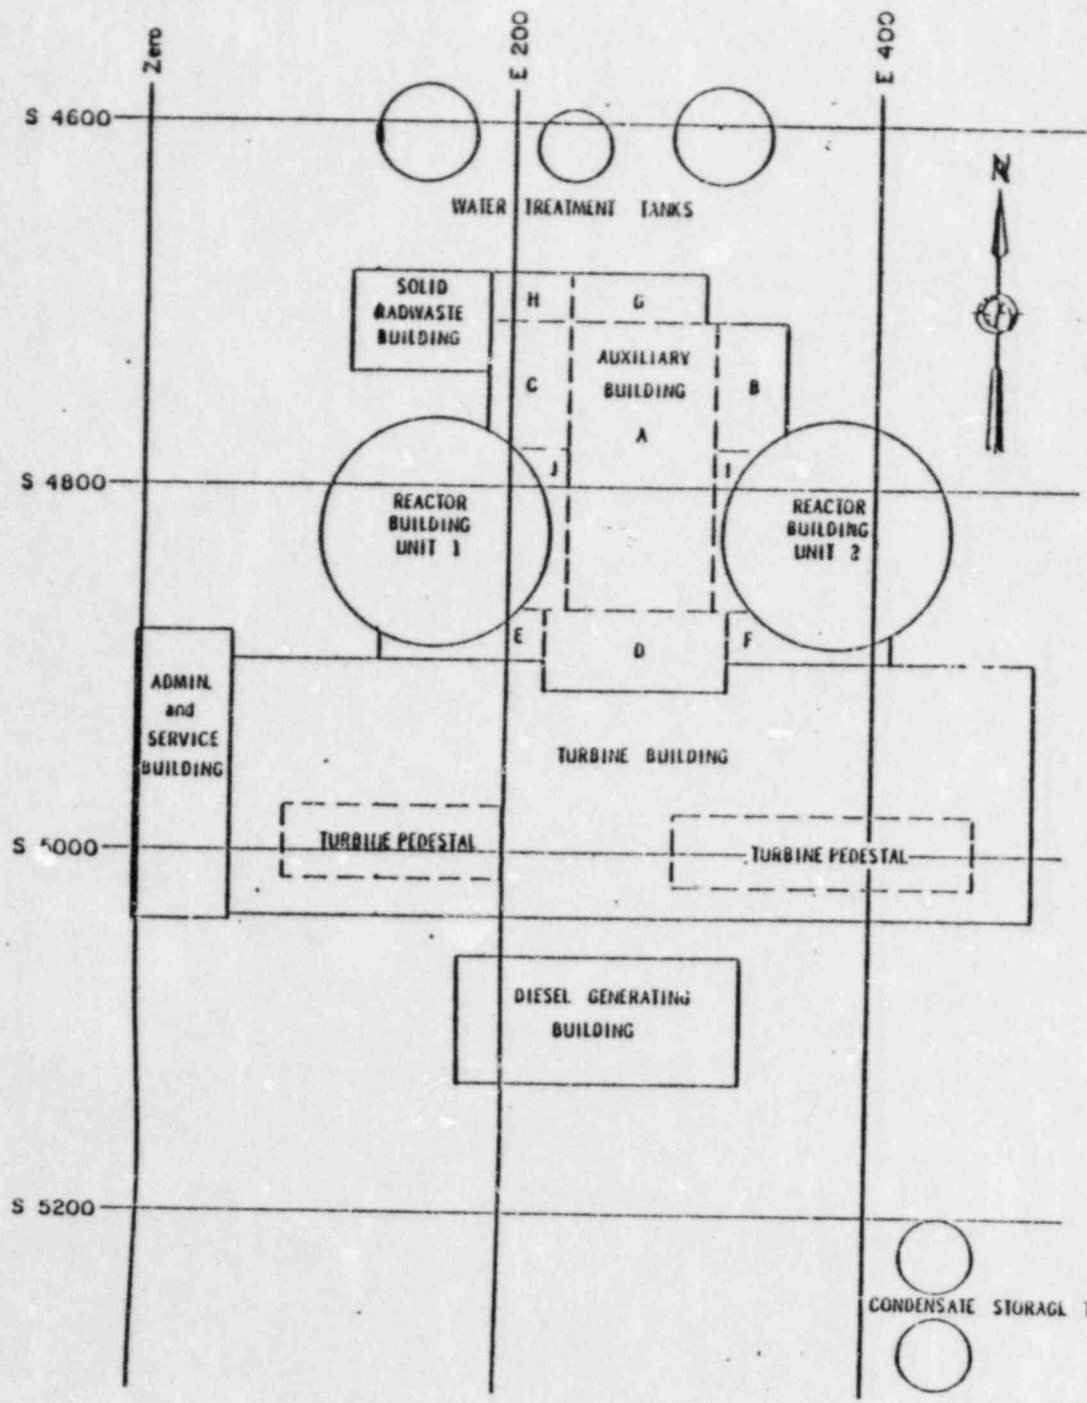 Zero
E 200
E 400
S 4600
N
WATER TREATMENT TANKS
SOLID
RADWASTE
BUILDING
H
G
AUXILIARY
BUILDING
C
B
A
J
I
S 4800
REACTOR
BUILDING
UNIT 1
REACTOR
BUILDING
UNIT 2
E
D
F
ADMIN.
and
SERVICE
BUILDING
TURBINE BUILDING
S 5000
TURBINE PEDESTAL
TURBINE PEDESTAL
DIESEL GENERATING
BUILDING
S 5200
CONDENSATE STORAGE